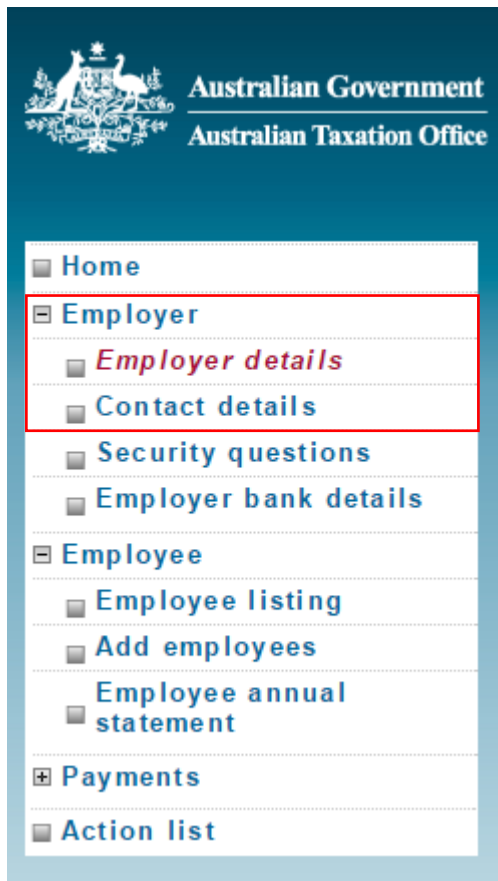 Australian Government
Australian Taxation Office
Home
Employer
Employer details
Contact details
Security questions
Employer bank details
Employee
Employee listing
Add employees
Employee annual
statement
Payments
Action list